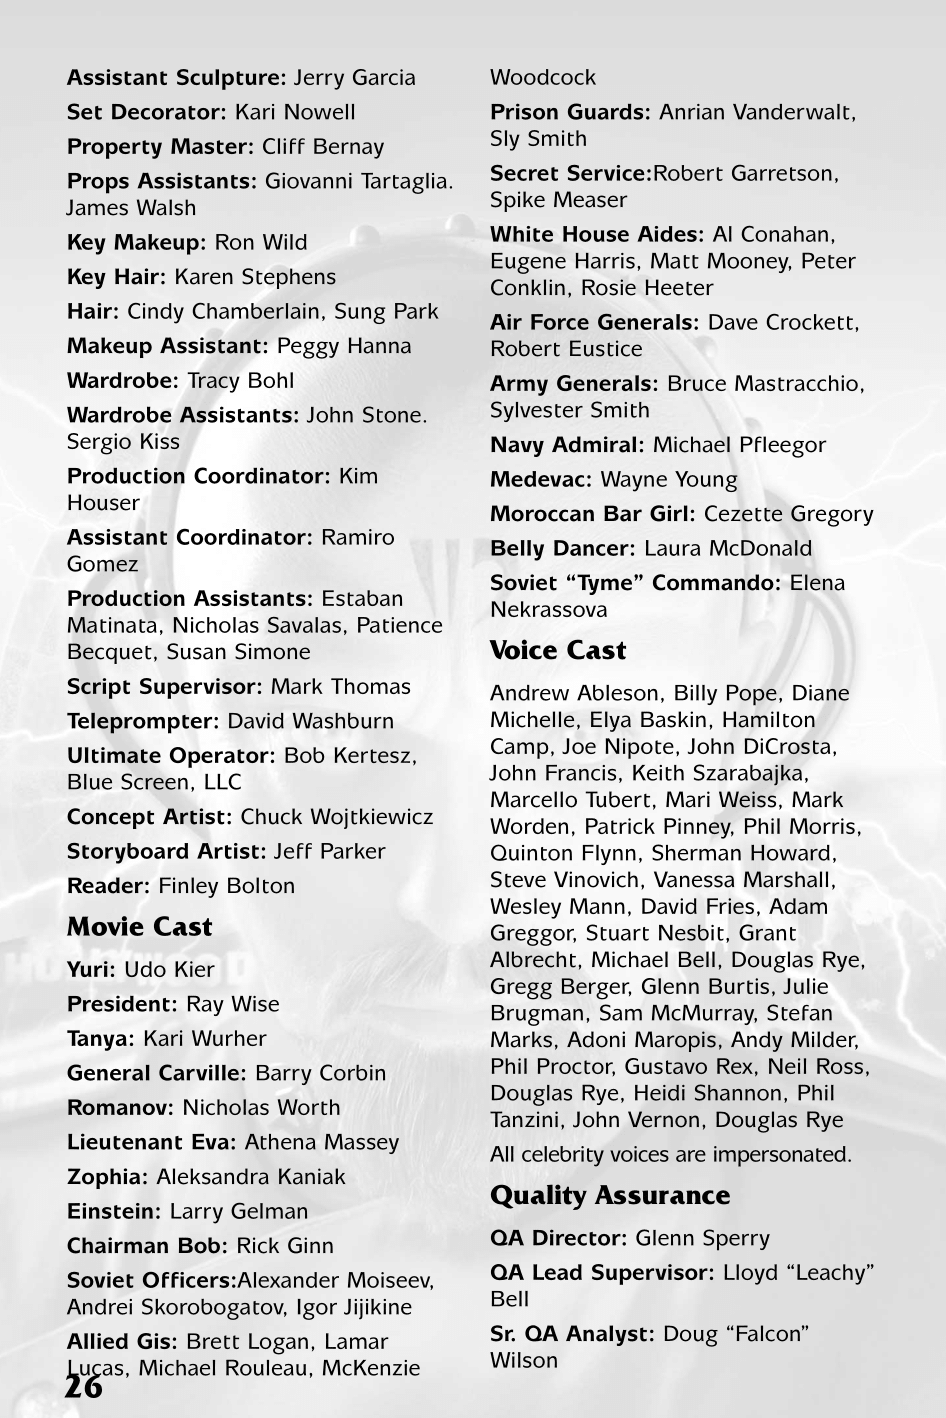 Assistant Sculpture: Jerry Garcia
Set Decorator: Kari Nowell
Property Master: Cliff Bernay
Props Assistants: Giovanni Tartaglia.
James Walsh
Key Makeup: Ron Wild
Key Hair: Karen Stephens
Hair: Cindy Chamberlain, Sung Park
Makeup Assistant: Peggy Hanna
Wardrobe: Tracy Bohl
Wardrobe Assistants: John Stone.
Sergio Kiss
Production Coordinator: Kim
Houser
Assistant Coordinator: Ramiro
Gomez
Production Assistants: Estaban
Matinata, Nicholas Savalas, Patience
Becquet, Susan Simone
Script Supervisor: Mark Thomas
Teleprompter: David Washburn
Ultimate Operator: Bob Kertesz,
Blue Screen, LLC
Concept Artist: Chuck Wojtkiewicz
Storyboard Artist: Jeff Parker
Reader: Finley Bolton
Movie Cast
Yuri: Udo Kier
President: Ray Wise
Tanya: Kari Wurher
General Carville: Barry Corbin
Romanov: Nicholas Worth
Lieutenant Eva: Athena Massey
Zophia: Aleksandra Kaniak
Einstein: Larry Gelman
Chairman Bob: Rick Ginn
Soviet Officers:Alexander Moiseev,
Andrei Skorobogatov, Igor Jijikine
Allied Gis: Brett Logan, Lamar
Lucas, Michael Rouleau, McKenzie
Woodcock
Prison Guards: Anrian Vanderwalt,
Sly Smith
Secret Service:Robert Garretson,
Spike Measer
White House Aides: Al Conahan,
Eugene Harris, Matt Mooney, Peter
Conklin, Rosie Heeter
Air Force Generals: Dave Crockett,
Robert Eustice
Army Generals: Bruce Mastracchio,
Sylvester Smith
Navy Admiral: Michael Pfleegor
Medevac: Wayne Young
Moroccan Bar Girl: Cezette Gregory
Belly Dancer: Laura McDonald
Soviet “Tyme” Commando: Elena
Nekrassova
Voice Cast
Andrew Ableson, Billy Pope, Diane
Michelle, Elya Baskin, Hamilton
Camp, Joe Nipote, John DiCrosta,
John Francis, Keith Szarabajka,
Marcello Tubert, Mari Weiss, Mark
Worden, Patrick Pinney, Phil Morris,
Quinton Flynn, Sherman Howard,
Steve Vinovich, Vanessa Marshall,
Wesley Mann, David Fries, Adam
Greggor, Stuart Nesbit, Grant
Albrecht, Michael Bell, Douglas Rye,
Gregg Berger, Glenn Burtis, Julie
Brugman, Sam McMurray, Stefan
Marks, Adoni Maropis, Andy Milder,
Phil Proctor, Gustavo Rex, Neil Ross,
Douglas Rye, Heidi Shannon, Phil
Tanzini, John Vernon, Douglas Rye
All celebrity voices are impersonated.
Quality Assurance
QA Director: Glenn Sperry
QA Lead Supervisor: Lloyd “Leachy”
Bell
Sr. QA Analyst: Doug “Falcon”
Wilson
26
HOLLYWOOD